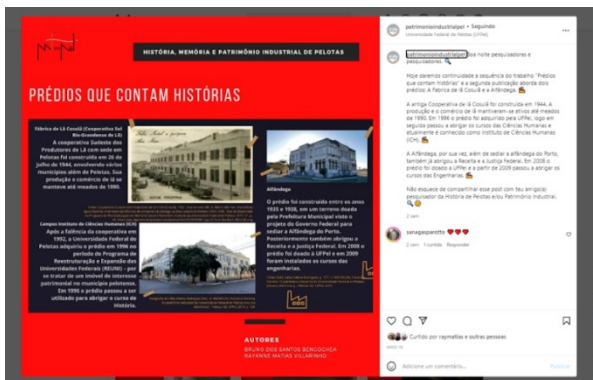 HISTÓRIA, MEMÓRIA E PATRIMÔNIO INDUSTRIAL DE PELOTAS
PRÉDIOS QUE CONTAM HISTÓRIAS
Fábrica de Lã Cosulã (Cooperativa Sul
Rio-Grandense de Lã)
A cooperativa Sudeste dos
Produtores de Lã com sede em
Pelotas foi construída em 26 de
julho de 1944, envolvendo vários
municípios além de Pelotas. Sua
produção e comércio de lã se
manteve até meados de 1990.
Campus Instituto de Ciências Humanas (ICH)
Após a falência da cooperativa em
1992, a Universidade Federal de
Pelotas adquiriu o prédio em 1996 no
período do Programa de
Reestruturação e Expansão das
Universidades Federais (REUNI) - por
se tratar de um imóvel de interesse
patrimonial no município pelotense.
Em 1996 o prédio passou a ser
utilizado para abrigar o curso de
História.
Alfândega
O prédio foi construído entre os anos
1935 e 1938, em um terreno doado
pela Prefeitura Municipal visto o
projeto do Governo Federal para
sediar a Alfândega do Porto.
Posteriormente também abrigou a
Receita e a Justiça Federal. Em 2008 o
prédio foi doado à UFPel e em 2009
foram instalados os cursos das
engenharias.
AUTORES
BRUNO DOS SANTOS BENGOCHEA
RAYANNE MATIAS VILLARINHO
patrimonioindustrialpel • Seguindo
Universidade Federal de Pelotas (UFPel)
patrimonioindustrialpel Boa noite pesquisadoras e
pesquisadores. 🔍
Hoje daremos continuidade a sequência do trabalho "Prédios
que contam histórias" e a segunda publicação aborda dois
prédios: A Fábrica de lã Cosulã e a Alfândega.
A antiga Cooperativa de lã Cosulã foi construída em 1944. A
produção e o comércio de lã mantiveram-se ativos até meados
de 1990. Em 1996 o prédio foi adquirido pela UFPel, logo em
seguida passou a abrigar os cursos das Ciências Humanas e
atualmente é conhecido como Instituto de Ciências Humanas
(ICH).
A Alfândega, por sua vez, além de sediar a alfândega do Porto,
também já abrigou a Receita e a Justiça Federal. Em 2008 o
prédio foi doado à UFPel e a partir de 2009 passou a abrigar os
cursos das Engenharias.
Não esqueça de compartilhar esse post com teu amigo(a)
pesquisador da História de Pelotas e/ou Patrimônio Industrial.
2 sem
sanagasparotto ❤❤❤
2 sem 1 curtida Responder
Curtido por raymatias e outras pessoas
Adicione um comentário...
Publicar